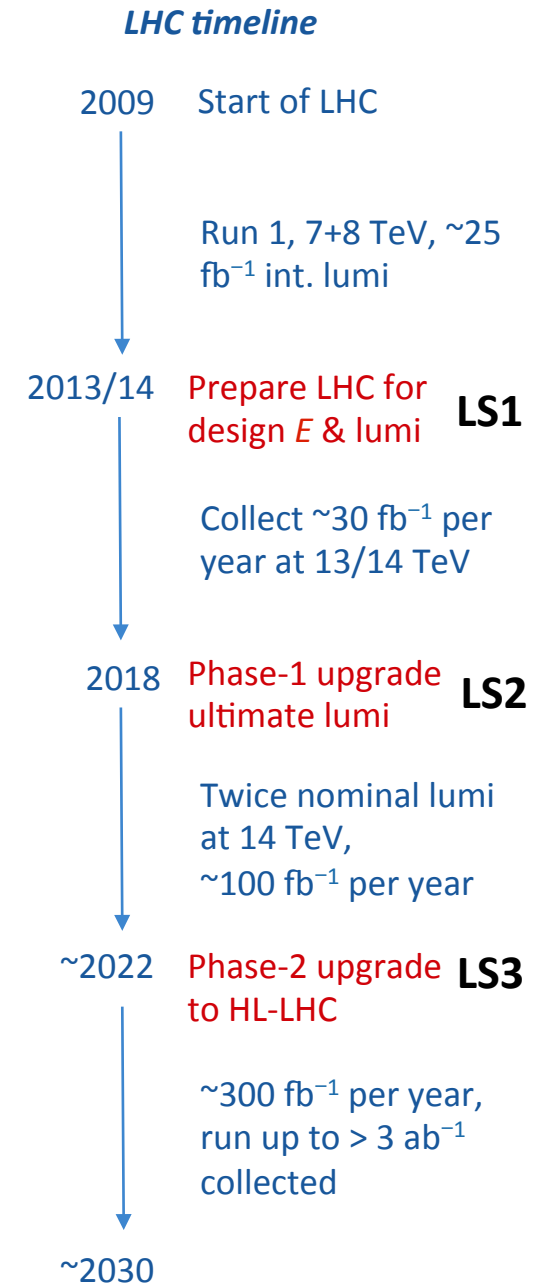 LHC timeline
2009 Start of LHC
Run 1, 7+8 TeV, ~25
fb⁻¹ int. lumi
2013/14 Prepare LHC for
design E & lumi LS1
Collect ~30 fb⁻¹ per
year at 13/14 TeV
2018 Phase-1 upgrade
ultimate lumi LS2
Twice nominal lumi
at 14 TeV,
~100 fb⁻¹ per year
~2022 Phase-2 upgrade LS3
to HL-LHC
~300 fb⁻¹ per year,
run up to > 3 ab⁻¹
collected
~2030